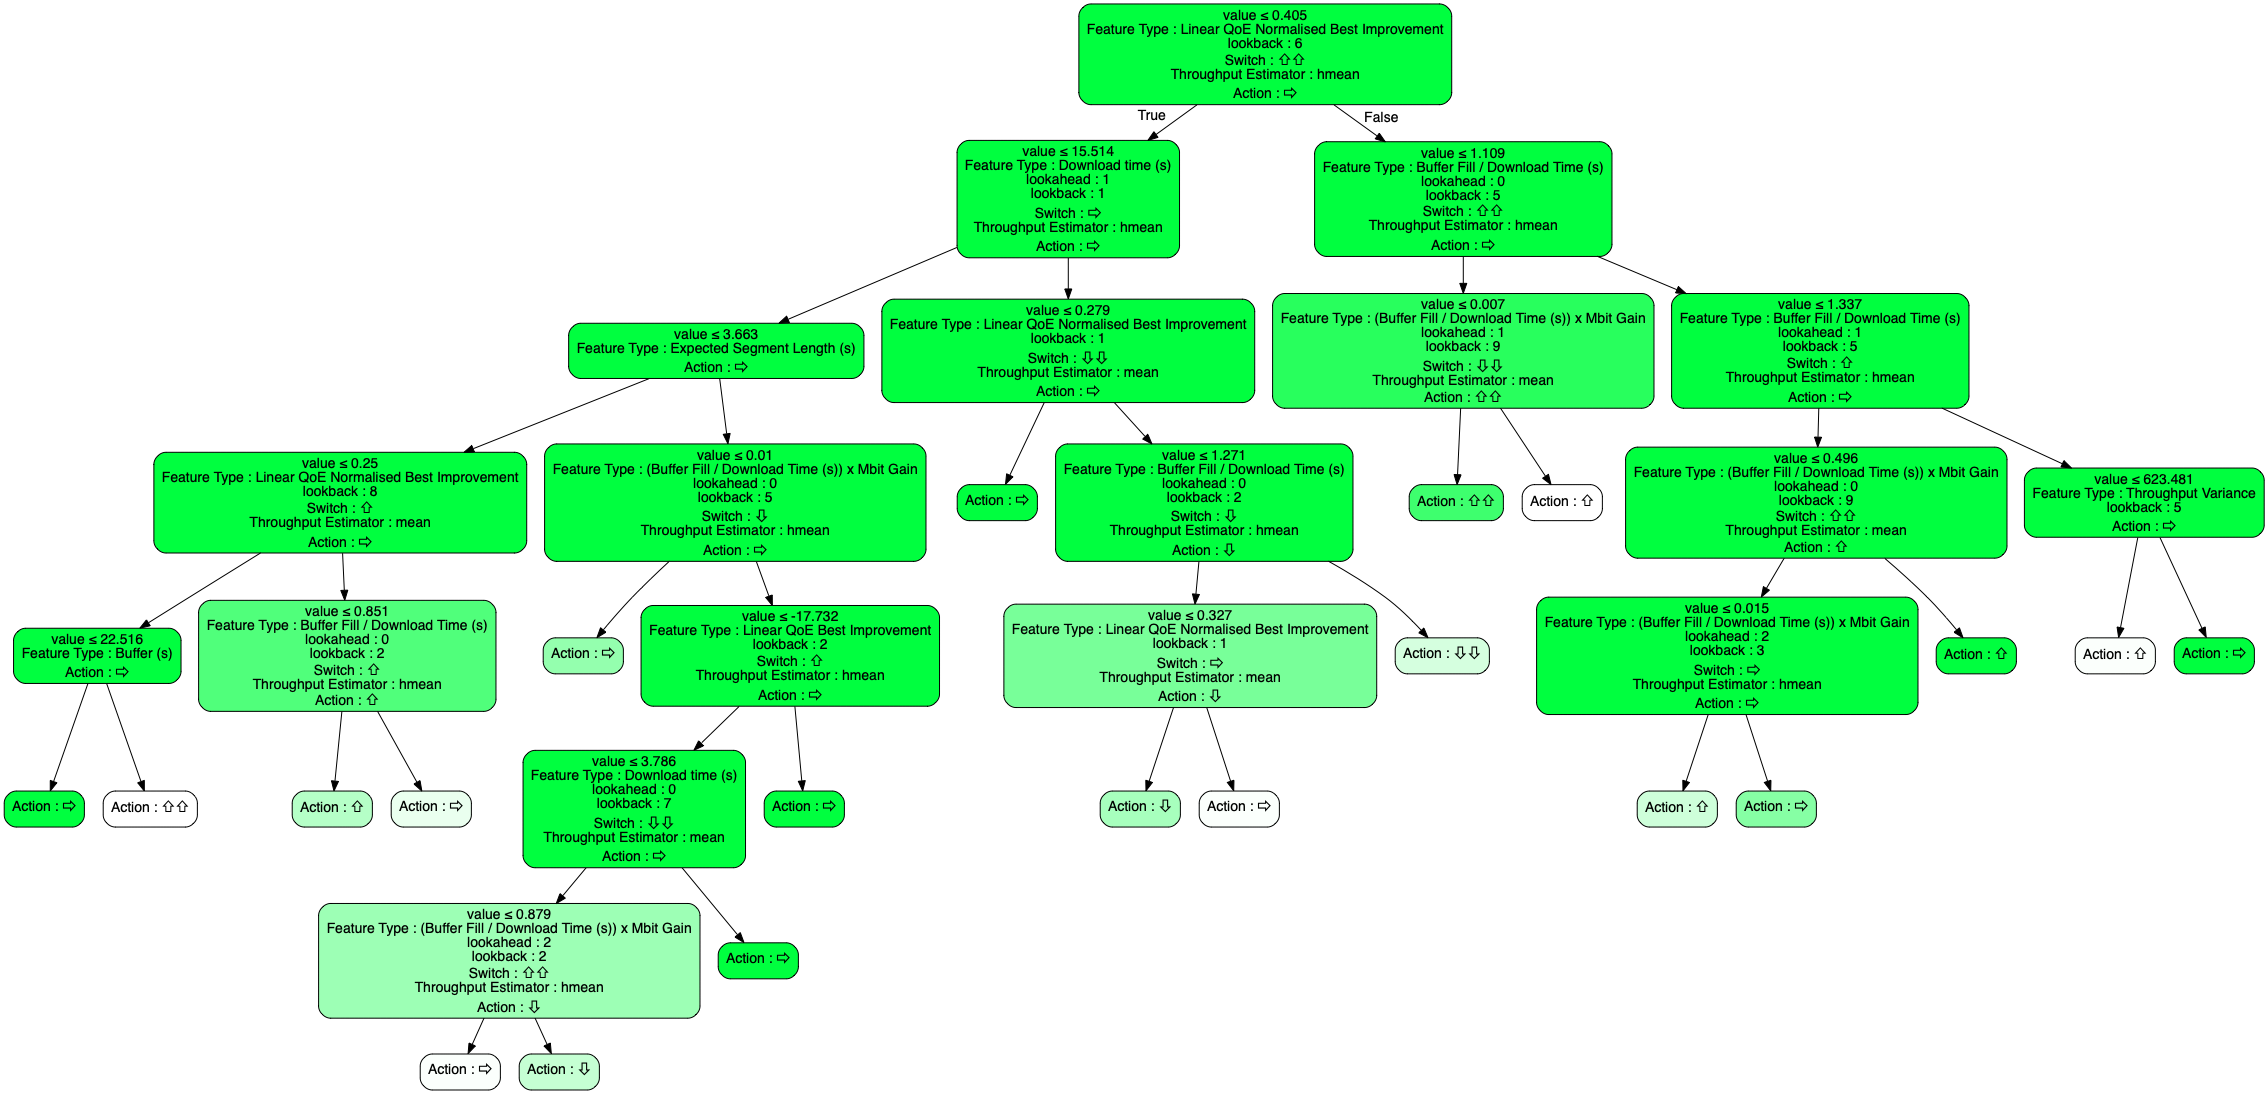 value ≤ 0.405
Feature Type : Linear QoE Normalised Best Improvement
lookback : 6
Switch : ⇧⇧
Throughput Estimator : hmean
Action : ⇨
True
False
value ≤ 15.514
Feature Type : Download time (s)
lookahead : 1
lookback : 1
Switch : ⇨
Throughput Estimator : hmean
Action : ⇨
value ≤ 1.109
Feature Type : Buffer Fill / Download Time (s)
lookahead : 0
lookback : 5
Switch : ⇧⇧
Throughput Estimator : hmean
Action : ⇨
value ≤ 3.663
Feature Type : Expected Segment Length (s)
Action : ⇨
value ≤ 0.279
Feature Type : Linear QoE Normalised Best Improvement
lookback : 1
Switch : ⇩⇩
Throughput Estimator : mean
Action : ⇨
value ≤ 0.007
Feature Type : (Buffer Fill / Download Time (s)) x Mbit Gain
lookahead : 1
lookback : 9
Switch : ⇩⇩
Throughput Estimator : mean
Action : ⇧⇧
value ≤ 1.337
Feature Type : Buffer Fill / Download Time (s)
lookahead : 1
lookback : 5
Switch : ⇧
Throughput Estimator : hmean
Action : ⇨
value ≤ 0.25
Feature Type : Linear QoE Normalised Best Improvement
lookback : 8
Switch : ⇧
Throughput Estimator : mean
Action : ⇨
value ≤ 0.01
Feature Type : (Buffer Fill / Download Time (s)) x Mbit Gain
lookahead : 0
lookback : 5
Switch : ⇩
Throughput Estimator : hmean
Action : ⇨
Action : ⇨
value ≤ 1.271
Feature Type : Buffer Fill / Download Time (s)
lookahead : 0
lookback : 2
Switch : ⇩
Throughput Estimator : hmean
Action : ⇩
Action : ⇧⇧
Action : ⇧
value ≤ 0.496
Feature Type : (Buffer Fill / Download Time (s)) x Mbit Gain
lookahead : 0
lookback : 9
Switch : ⇧⇧
Throughput Estimator : mean
Action : ⇧
value ≤ 623.481
Feature Type : Throughput Variance
lookback : 5
Action : ⇨
value ≤ 22.516
Feature Type : Buffer (s)
Action : ⇨
value ≤ 0.851
Feature Type : Buffer Fill / Download Time (s)
lookahead : 0
lookback : 2
Switch : ⇧
Throughput Estimator : hmean
Action : ⇧
Action : ⇨
value ≤ -17.732
Feature Type : Linear QoE Best Improvement
lookback : 2
Switch : ⇧
Throughput Estimator : hmean
Action : ⇨
value ≤ 0.327
Feature Type : Linear QoE Normalised Best Improvement
lookback : 1
Switch : ⇨
Throughput Estimator : mean
Action : ⇩
Action : ⇩⇩
value ≤ 0.015
Feature Type : (Buffer Fill / Download Time (s)) x Mbit Gain
lookahead : 2
lookback : 3
Switch : ⇨
Throughput Estimator : hmean
Action : ⇨
Action : ⇧
Action : ⇧
Action : ⇨
Action : ⇨
Action : ⇧⇧
Action : ⇧
Action : ⇨
value ≤ 3.786
Feature Type : Download time (s)
lookahead : 0
lookback : 7
Switch : ⇩⇩
Throughput Estimator : mean
Action : ⇨
Action : ⇨
Action : ⇩
Action : ⇨
Action : ⇧
Action : ⇨
value ≤ 0.879
Feature Type : (Buffer Fill / Download Time (s)) x Mbit Gain
lookahead : 2
lookback : 2
Switch : ⇧⇧
Throughput Estimator : hmean
Action : ⇩
Action : ⇨
Action : ⇨
Action : ⇩